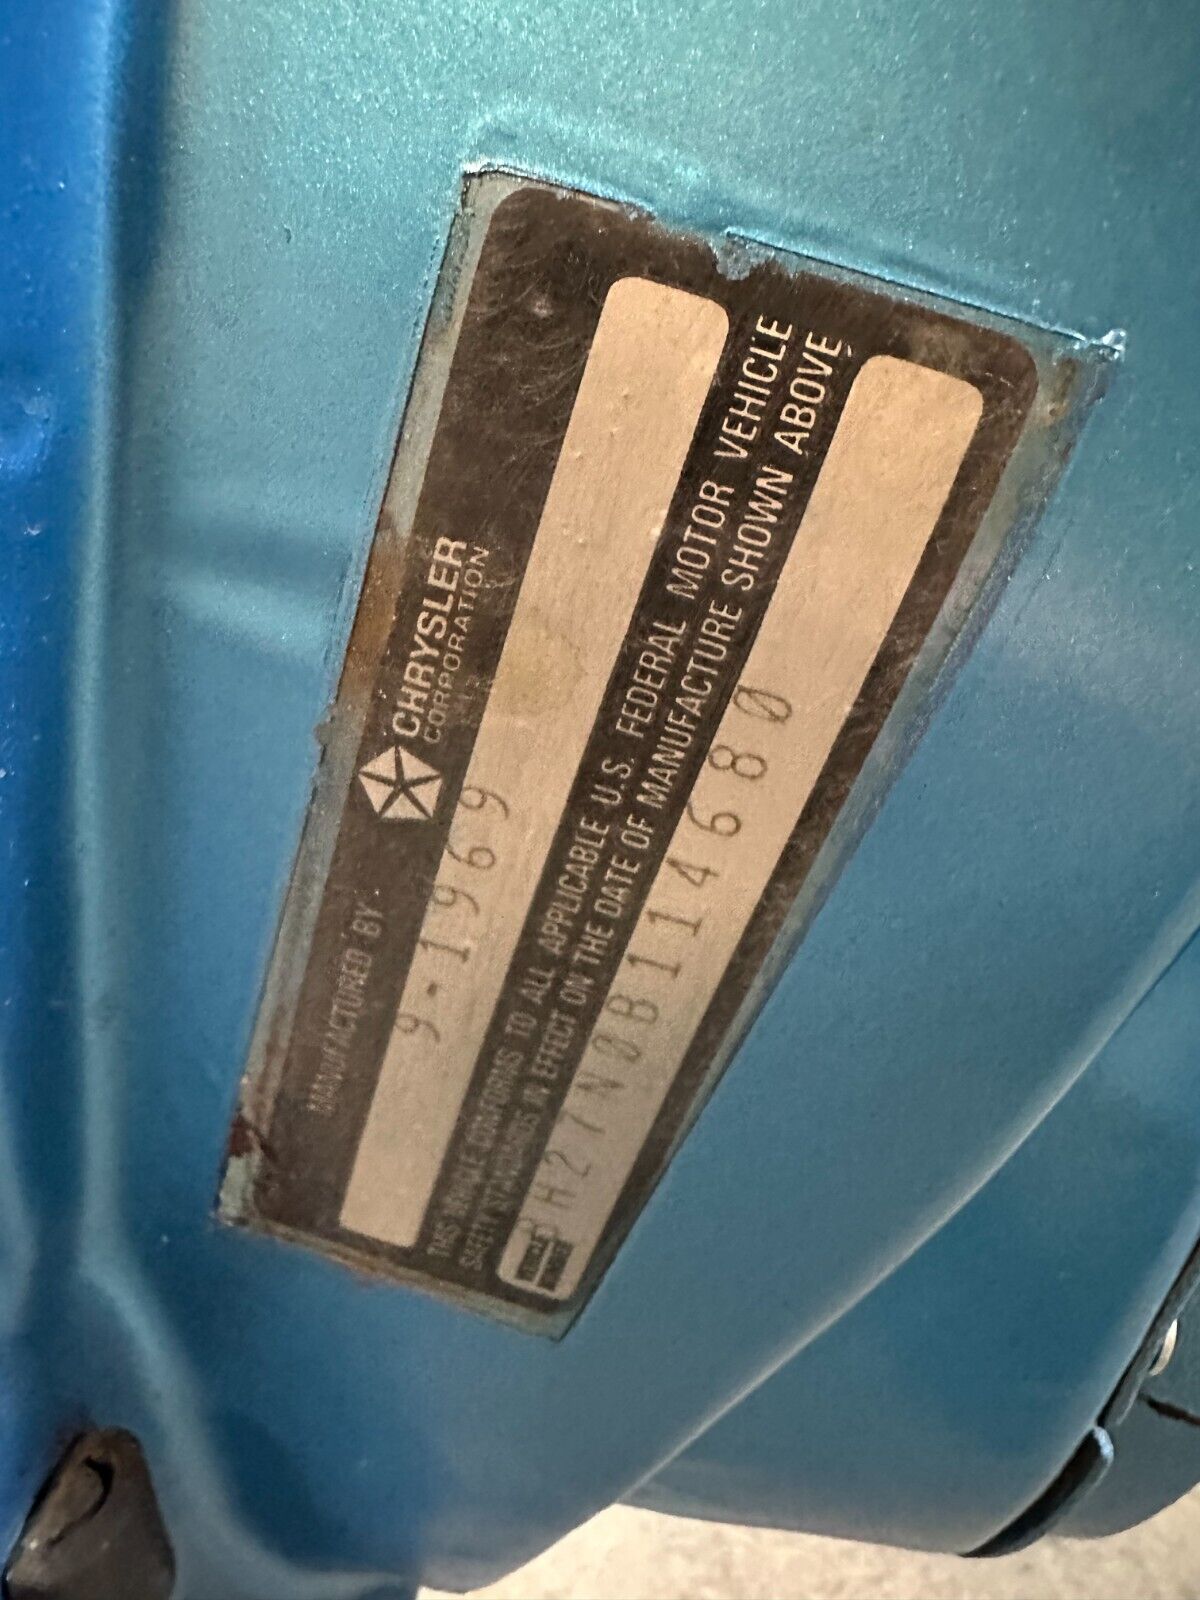 MANUFACTURED BY
CHRYSLER
CORPORATION
9-1969
THIS VEHICLE CONFORMS TO ALL APPLICABLE U.S. FEDERAL MOTOR VEHICLE
SAFETY STANDARDS IN EFFECT ON THE DATE OF MANUFACTURE SHOWN ABOVE
BH27N0B114680